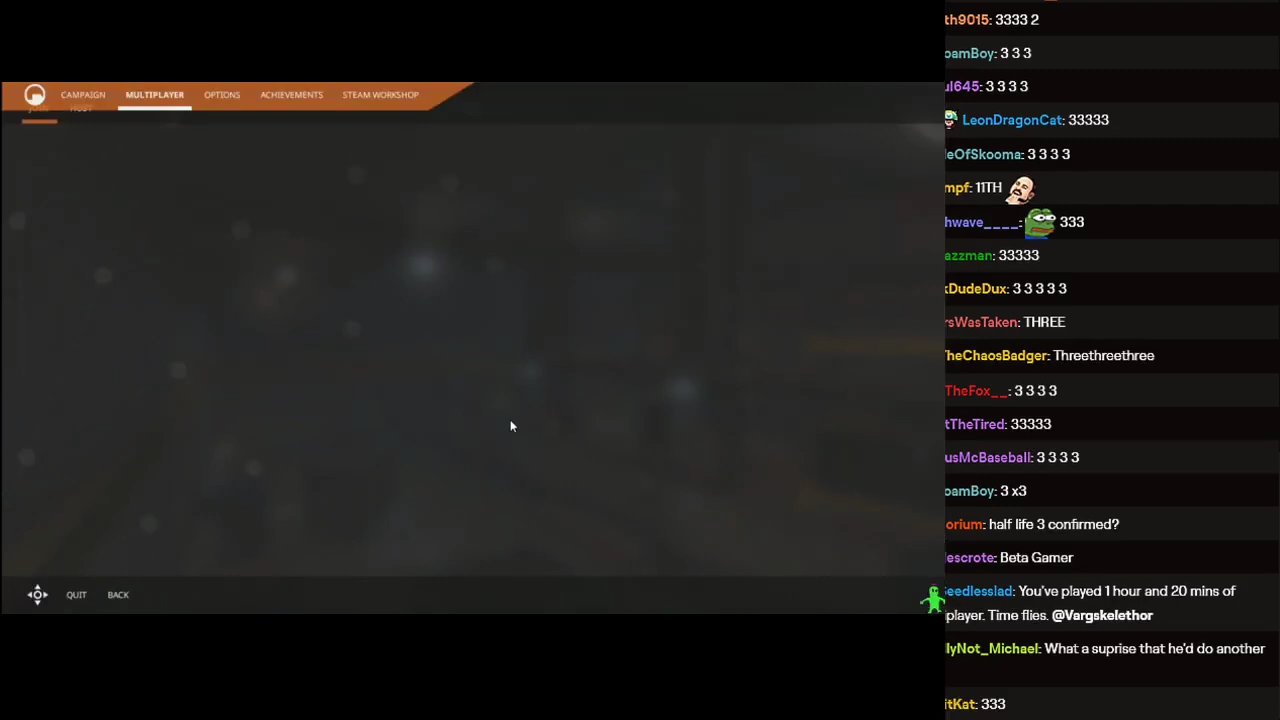 CAMPAIGN MULTIPLAYER OPTIONS ACHIEVEMENTS STEAM WORKSHOP
QUIT BACK
th9015: 3333 2
oamBoy: 3 3 3
ul645: 3 3 3 3
LeonDragonCat: 33333
leOfSkooma: 3 3 3 3
mpf: 11TH
hwave____: 333
azzman: 33333
kDudeDux: 3 3 3 3 3
rsWasTaken: THREE
TheChaosBadger: Threethreethree
TheFox__: 3 3 3 3
tTheTired: 33333
usMcBaseball: 3 3 3 3
oamBoy: 3 x3
orium: half life 3 confirmed?
escrote: Beta Gamer
Seedlesslad: You've played 1 hour and 20 mins of
player. Time flies. @Vargskelethor
lyNot_Michael: What a suprise that he'd do another
itKat: 333